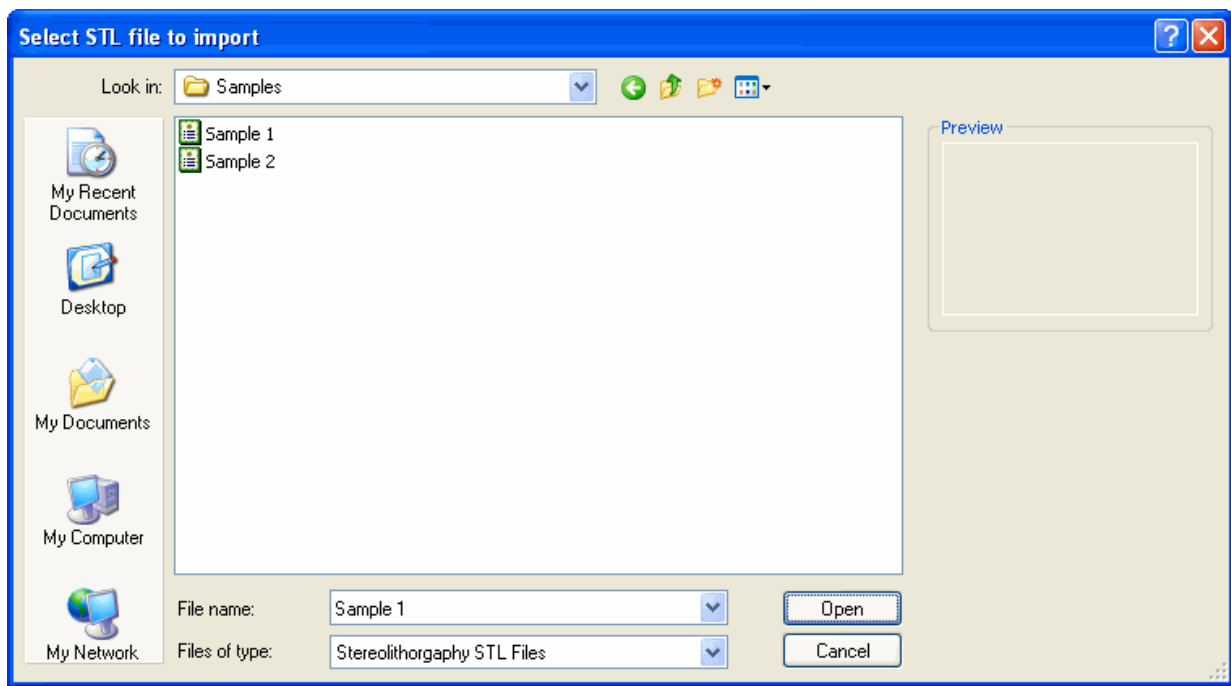 Select STL file to import
Look in:
Samples
My Recent
Documents
Desktop
My Documents
My Computer
My Network
Sample 1
Sample 2
Preview
File name:
Sample 1
Open
Files of type:
Stereolithorgaphy STL Files
Cancel